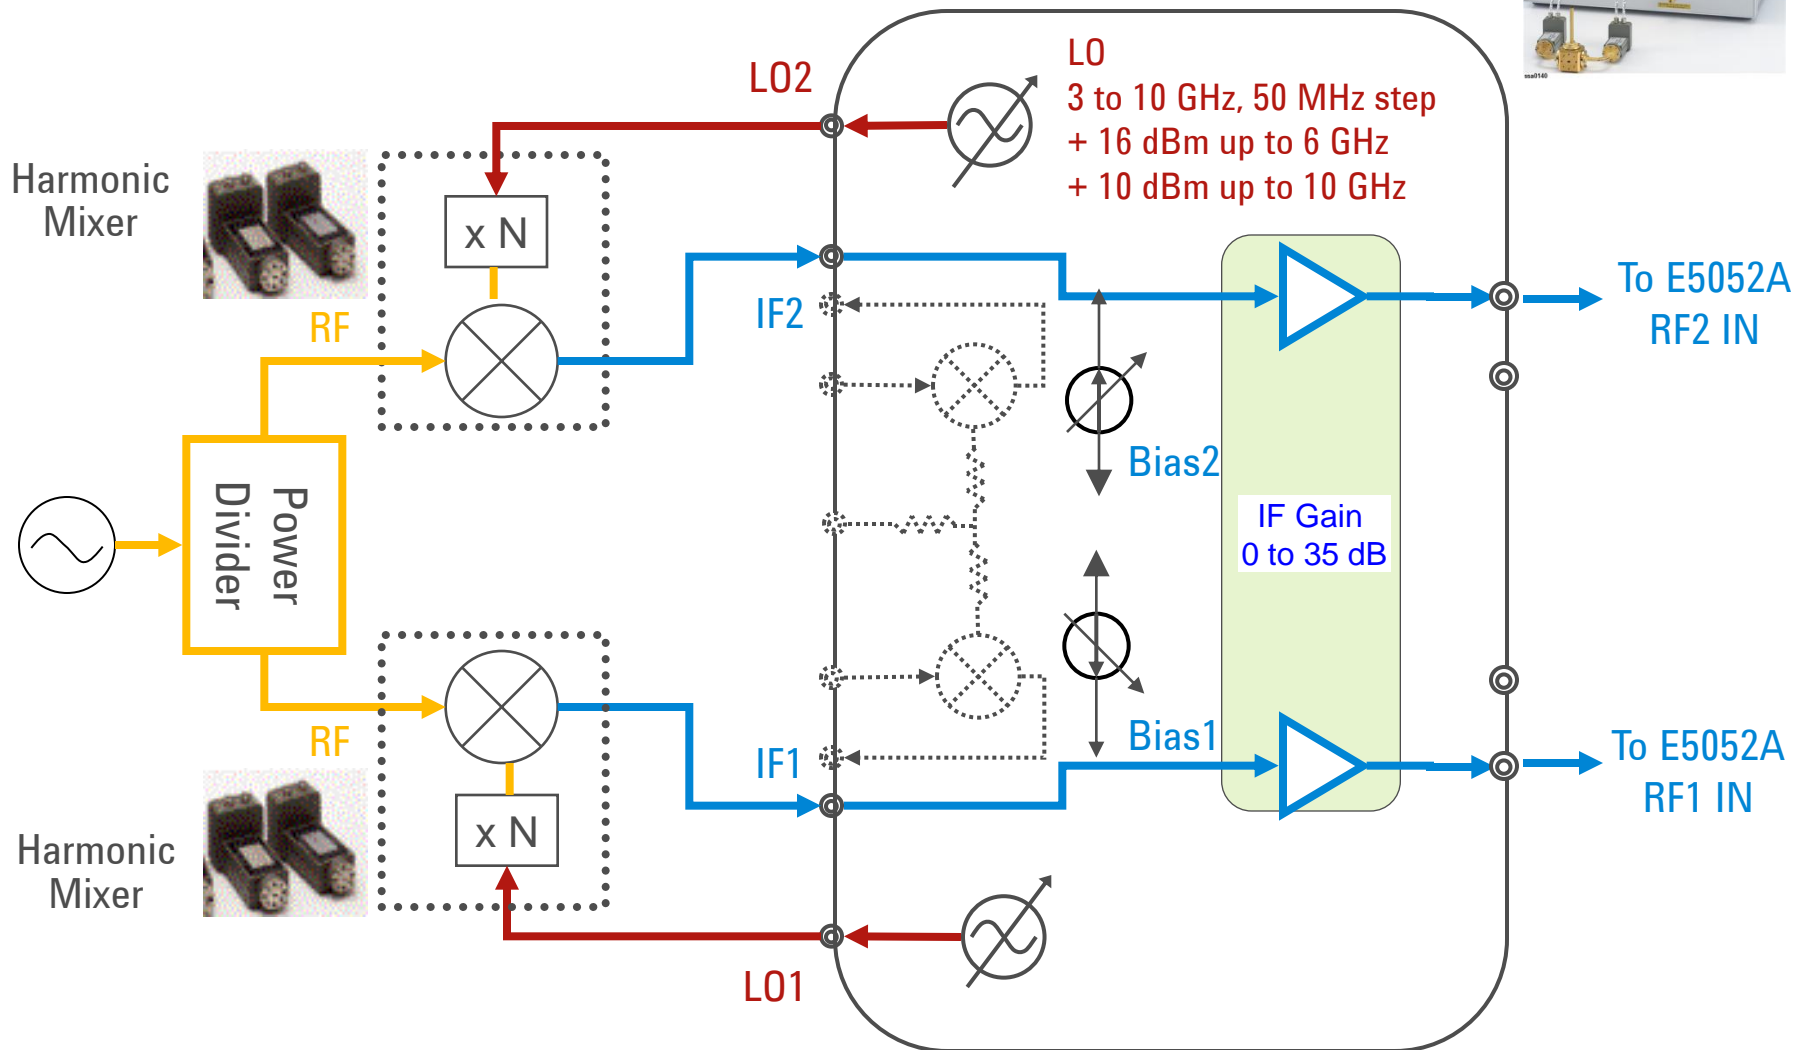 LO
3 to 10 GHz, 50 MHz step
+ 16 dBm up to 6 GHz
+ 10 dBm up to 10 GHz
ssa0140
LO2
Harmonic
Mixer
x N
RF
IF2
To E5052A
RF2 IN
Bias2
Power
Divider
IF Gain
0 to 35 dB
RF
IF1
Bias1
To E5052A
RF1 IN
x N
Harmonic
Mixer
LO1